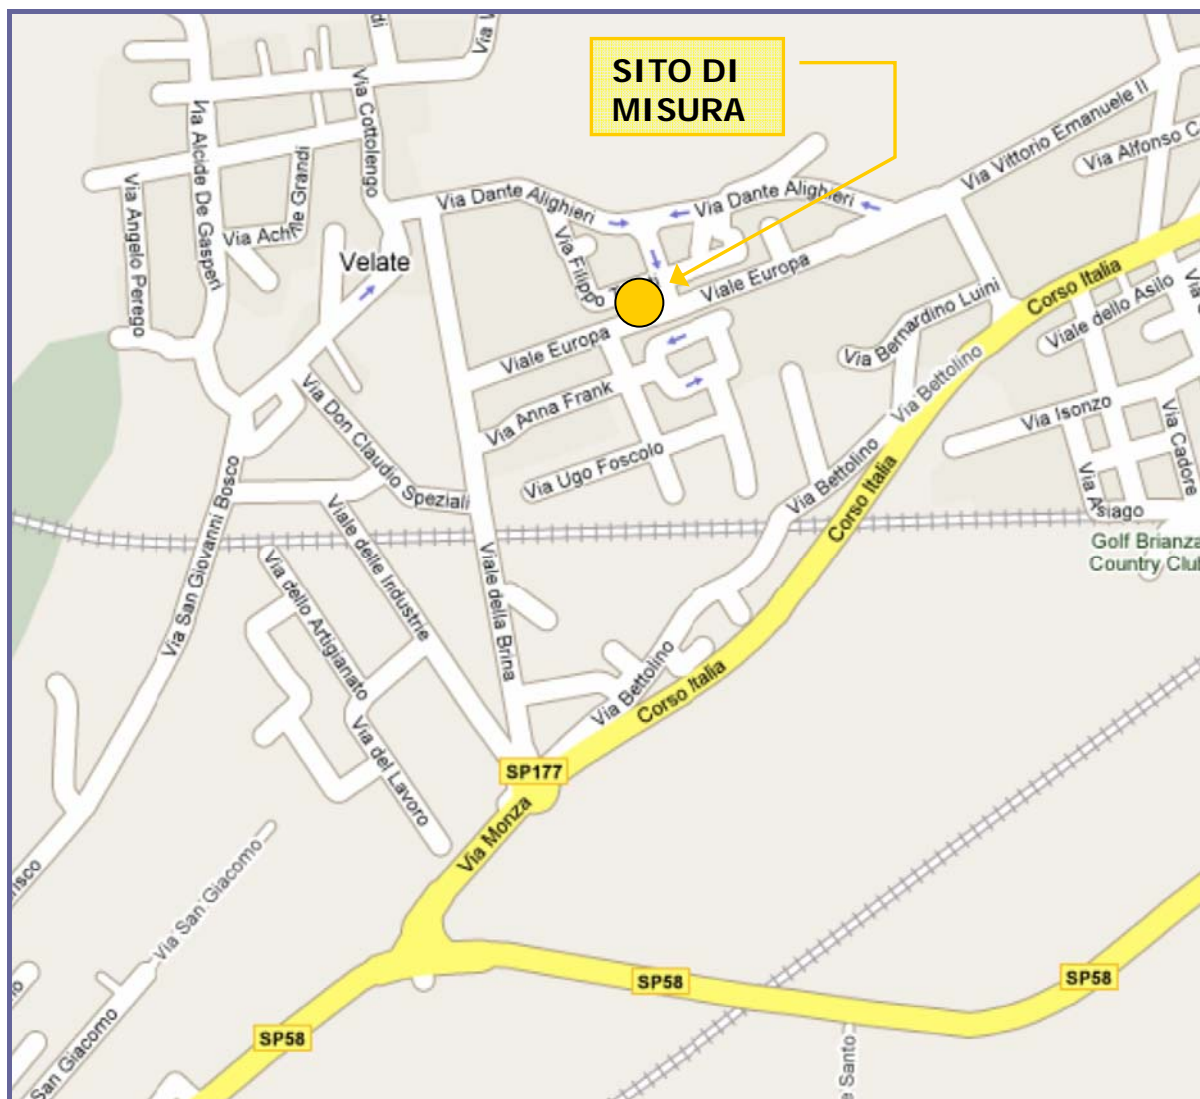 SITO DI
MISURA
Via Alcide De Gasperi
Via Cottolengo
Via Angelo Perego
Via Dante Alighieri
Via Dante Alighieri
Via Vittorio Emanuele II
Via Alfonso C
Velate
Via Filippo
Viale Europa
Viale Europa
Via Bernardino Luini
Corso Italia
Viale dello Asilo
Via Anna Frank
Via Ugo Foscolo
Via Don Claudio Speziali
Via Bettolino
Via Bettolino
Via Isonzo
Via Cadore
Via Asiago
Corso Italia
Golf Brianza
Country Club
Via San Giovanni Bosco
Viale delle Industrie
Viale della Brina
Via dello Artigianato
Via del Lavoro
Via Bettolino
Corso Italia
SP177
Via Monza
Via San Giacomo
San Giacomo
SP58
SP58
SP58
e Santo